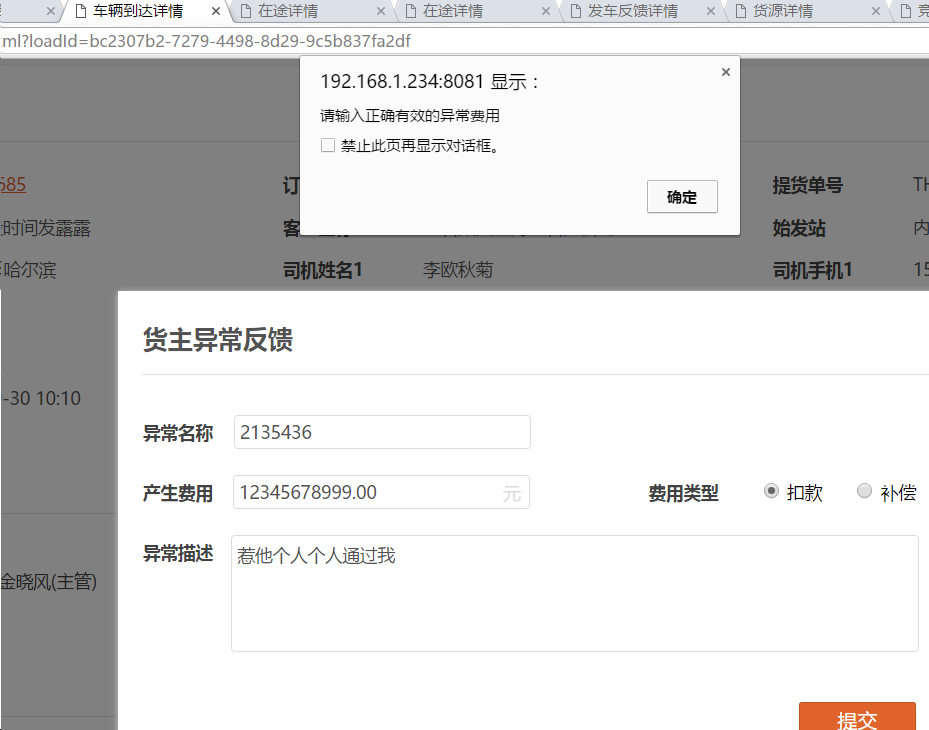 车辆到达详情
在途详情
在途详情
发车反馈详情
货源详情
ml?loadId=bc2307b2-7279-4498-8d29-9c5b837fa2df
192.168.1.234:8081 显示：
请输入正确有效的异常费用
禁止此页再显示对话框。
确定
685 订 提货单号 TH
时间发露露 客 始发站 内
哈尔滨 司机姓名1 李欧秋菊 司机手机1 15
货主异常反馈
-30 10:10
异常名称 2135436
产生费用 12345678999.00 元 费用类型 扣款 补偿
异常描述 惹他个人个人通过我
金晓风(主管)
提交